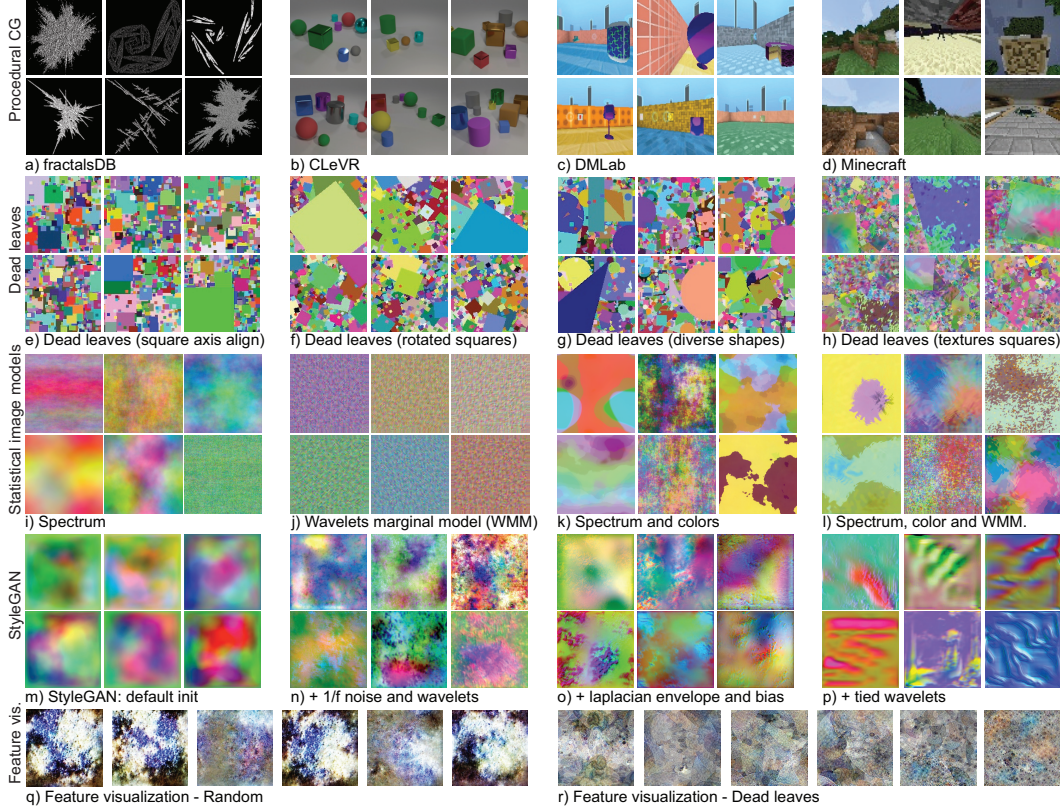 Procedural CG
a) fractalsDB
b) CLeVR
c) DMLab
d) Minecraft
Dead leaves
e) Dead leaves (square axis align)
f) Dead leaves (rotated squares)
g) Dead leaves (diverse shapes)
h) Dead leaves (textures squares)
Statistical image models
i) Spectrum
j) Wavelets marginal model (WMM)
k) Spectrum and colors
l) Spectrum, color and WMM.
StyleGAN
m) StyleGAN: default init
n) + 1/f noise and wavelets
o) + laplacian envelope and bias
p) + tied wavelets
Feature vis.
q) Feature visualization - Random
r) Feature visualization - Dead leaves